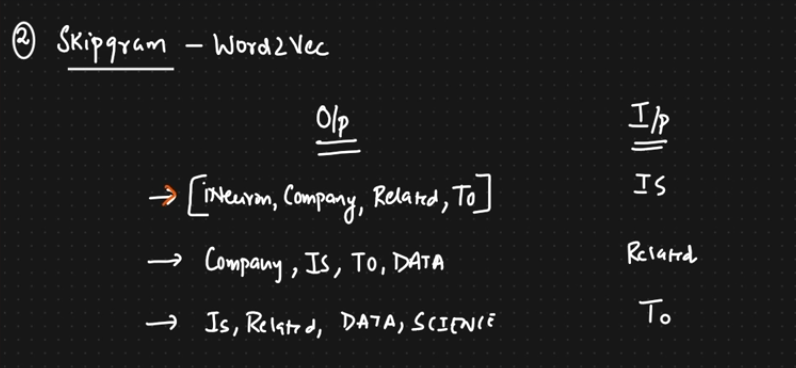 ② Skipgram – Word2Vec
O/p I/p
→ [iNeuron, Company, Related, To] IS
→ Company, Is, To, DATA Related
→ Is, Related, DATA, SCIENCE To